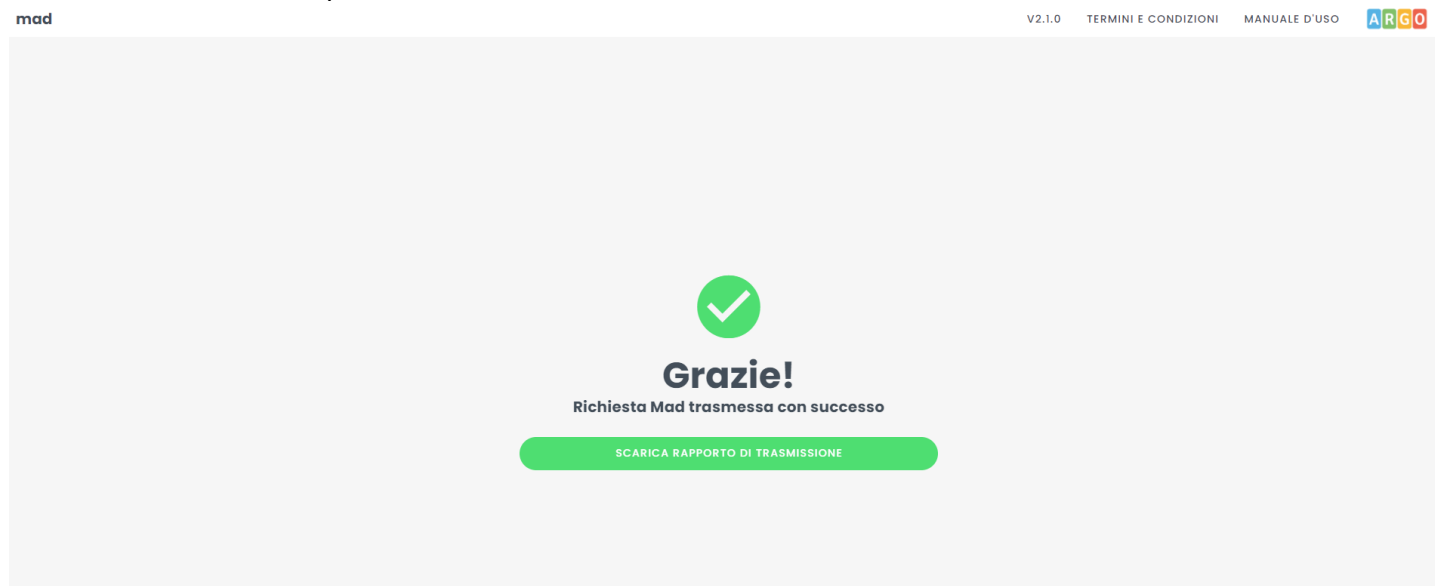 mad
V2.1.0 TERMINI E CONDIZIONI MANUALE D'USO ARGO
Grazie!
Richiesta Mad trasmessa con successo
SCARICA RAPPORTO DI TRASMISSIONE